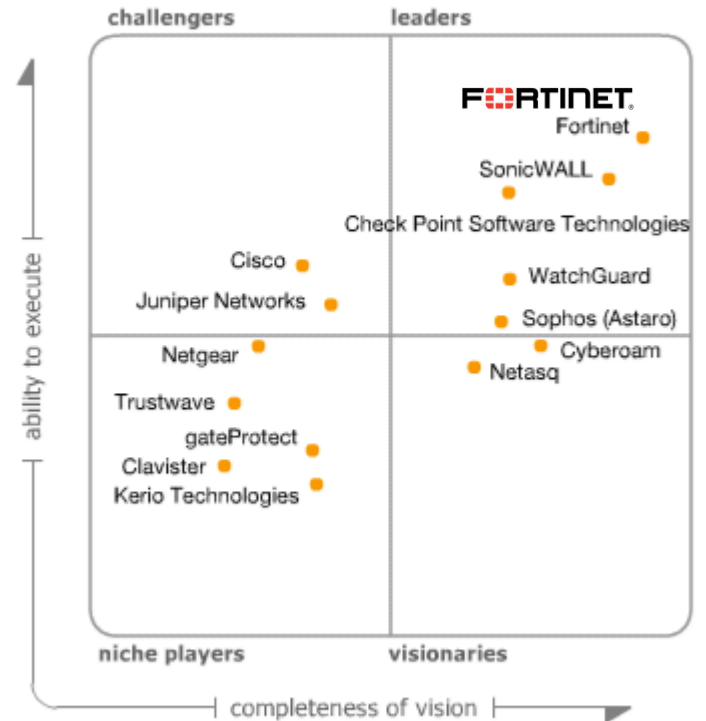 challengers
leaders
FORTINET
Fortinet
SonicWALL
Check Point Software Technologies
Cisco
WatchGuard
Juniper Networks
Sophos (Astaro)
Netgear
Cyberoam
Netasq
Trustwave
gateProtect
Clavister
Kerio Technologies
ability to execute
niche players
visionaries
completeness of vision